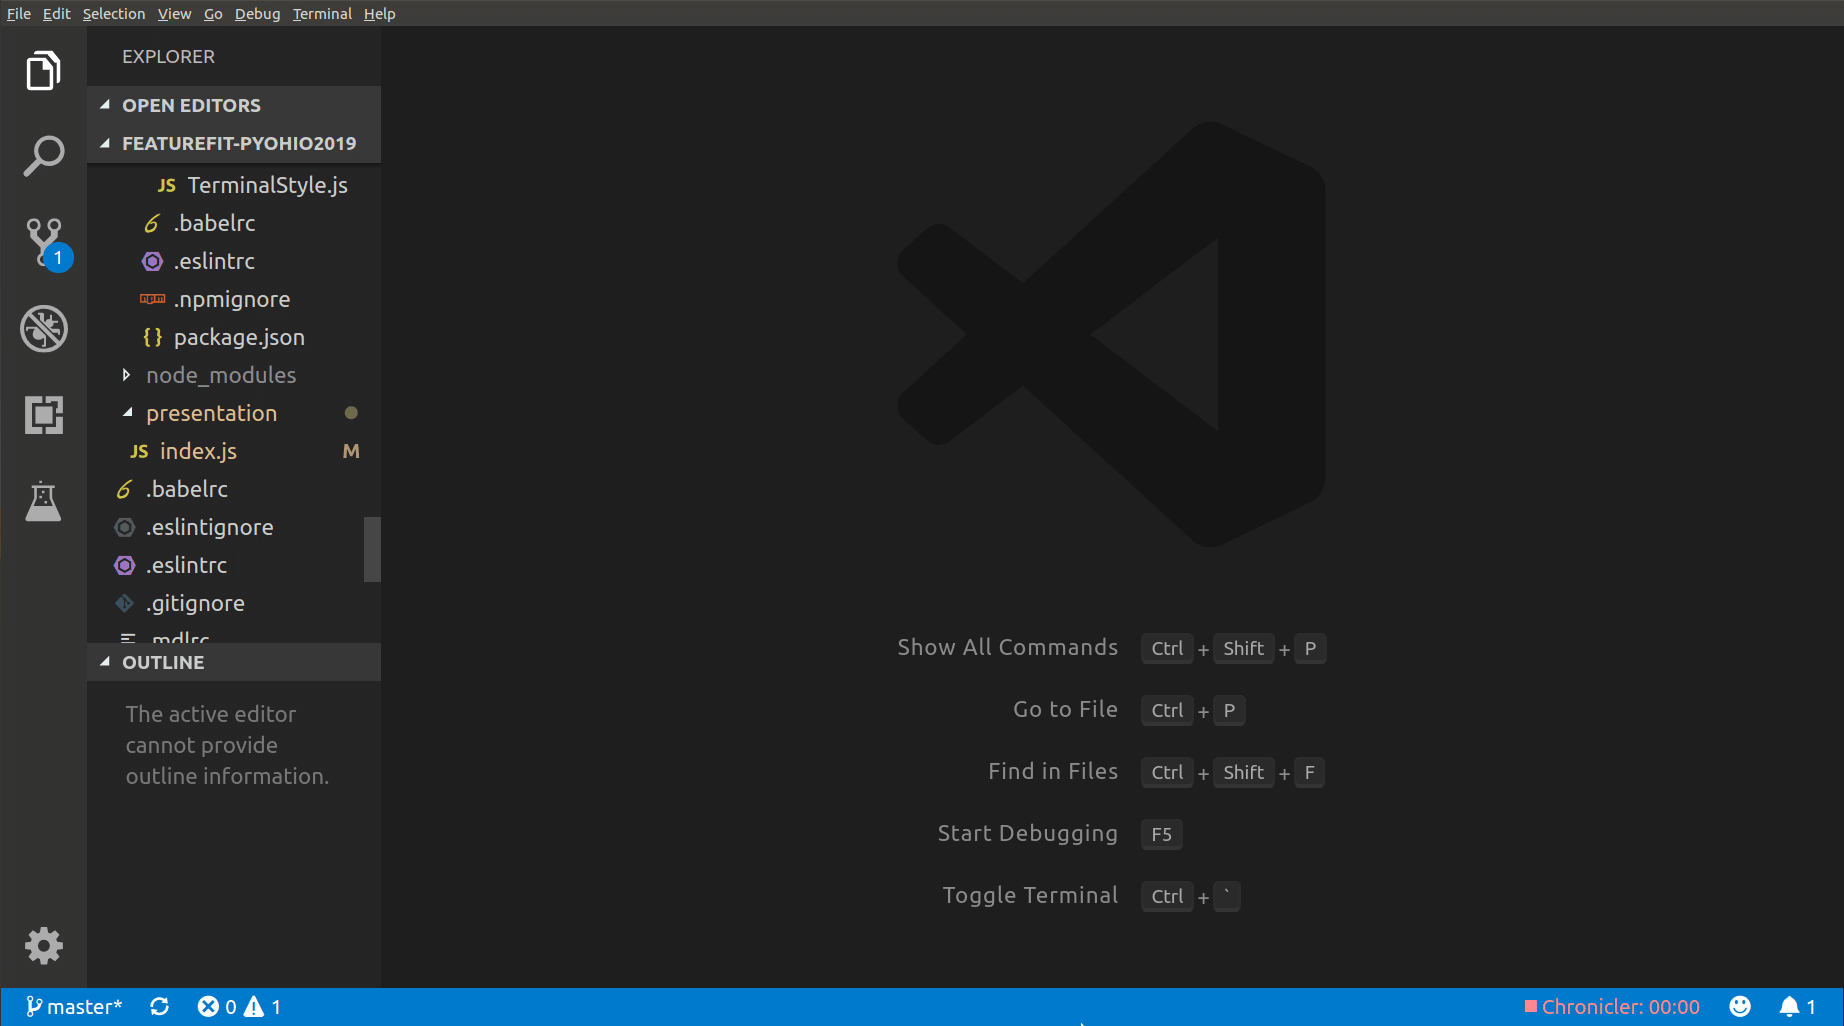 File Edit Selection View Go Debug Terminal Help
EXPLORER
OPEN EDITORS
FEATUREFIT-PYOHIO2019
JS TerminalStyle.js
.babelrc
.eslintrc
npm .npmignore
{} package.json
node_modules
presentation
JS index.js M
.babelrc
.eslintignore
.eslintrc
.gitignore
.mdlrc
OUTLINE
The active editor
cannot provide
outline information.
1
Show All Commands Ctrl + Shift + P
Go to File Ctrl + P
Find in Files Ctrl + Shift + F
Start Debugging F5
Toggle Terminal Ctrl + `
master* 0 1 Chronicler: 00:00 1